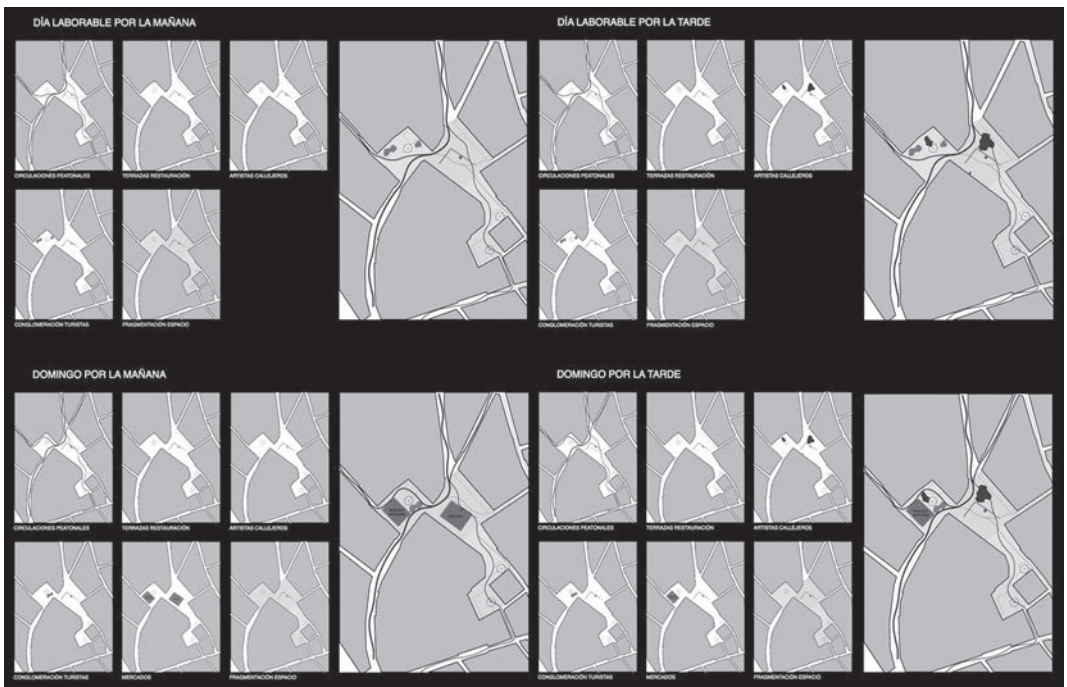 DÍA LABORABLE POR LA MAÑANA
CIRCULACIONES PEATONALES
TERRAZAS RESTAURACIÓN
ARTISTAS CALLEJEROS
CONGLOMERACIÓN TURISTAS
FRAGMENTACIÓN ESPACIO
DÍA LABORABLE POR LA TARDE
CIRCULACIONES PEATONALES
TERRAZAS RESTAURACIÓN
ARTISTAS CALLEJEROS
CONGLOMERACIÓN TURISTAS
FRAGMENTACIÓN ESPACIO
DOMINGO POR LA MAÑANA
CIRCULACIONES PEATONALES
TERRAZAS RESTAURACIÓN
ARTISTAS CALLEJEROS
CONGLOMERACIÓN TURISTAS
MERCADOS
FRAGMENTACIÓN ESPACIO
DOMINGO POR LA TARDE
CIRCULACIONES PEATONALES
TERRAZAS RESTAURACIÓN
ARTISTAS CALLEJEROS
CONGLOMERACIÓN TURISTAS
MERCADOS
FRAGMENTACIÓN ESPACIO